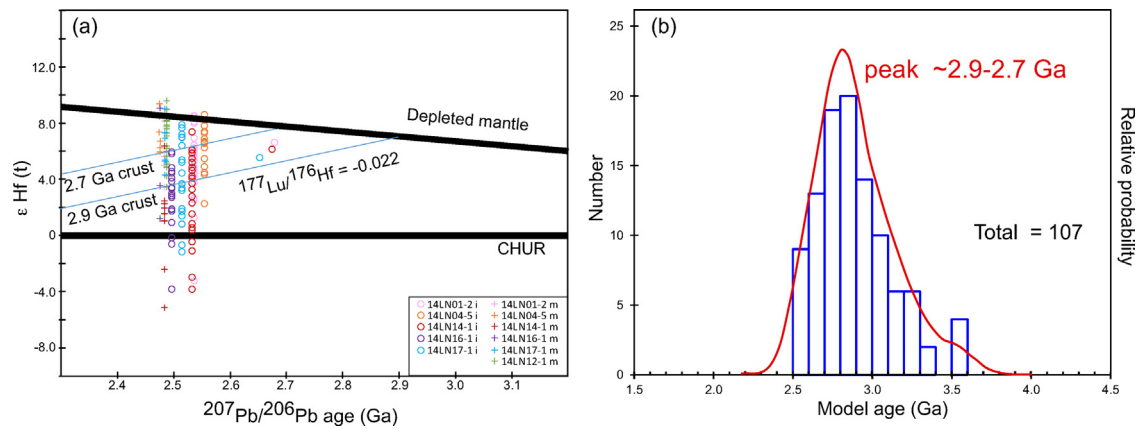 (a)
ε Hf (t)
12.0
8.0
4.0
0
-4.0
-8.0
Depleted mantle
2.7 Ga crust
2.9 Ga crust
177Lu/176Hf = -0.022
CHUR
14LN01-2 i
14LN01-2 m
14LN04-5 i
14LN04-5 m
14LN14-1 i
14LN14-1 m
14LN16-1 i
14LN16-1 m
14LN17-1 i
14LN17-1 m
14LN12-1 m
2.4 2.5 2.6 2.7 2.8 2.9 3.0 3.1
207Pb/206Pb age (Ga)
(b)
Number
25
20
15
10
5
0
peak ~2.9-2.7 Ga
Total = 107
Relative probability
1.5 2.0 2.5 3.0 3.5 4.0 4.5
Model age (Ga)